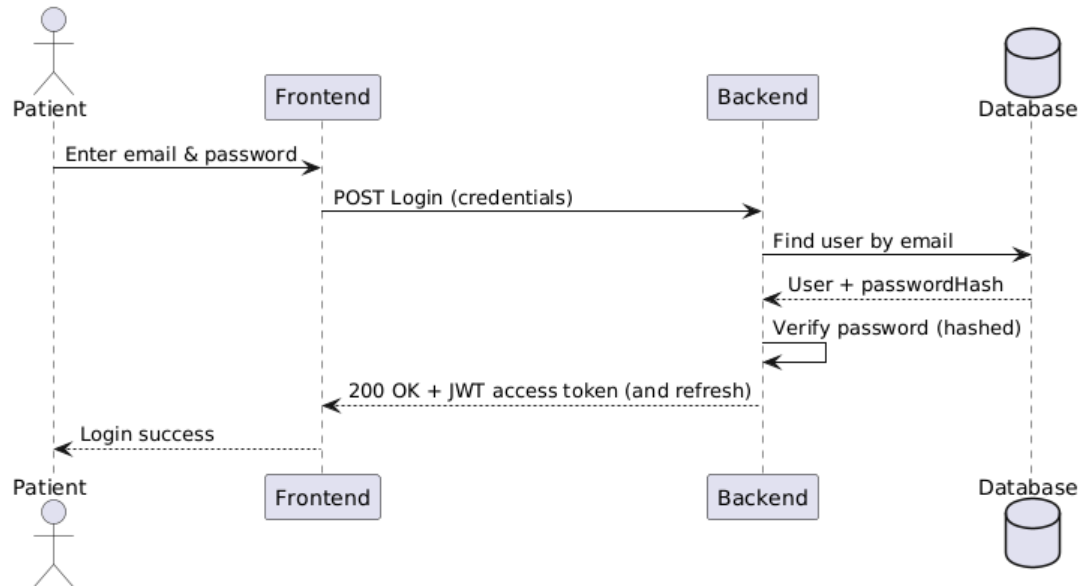 Patient
Frontend
Backend
Database
Enter email & password
POST Login (credentials)
Find user by email
User + passwordHash
Verify password (hashed)
200 OK + JWT access token (and refresh)
Login success
Patient
Frontend
Backend
Database